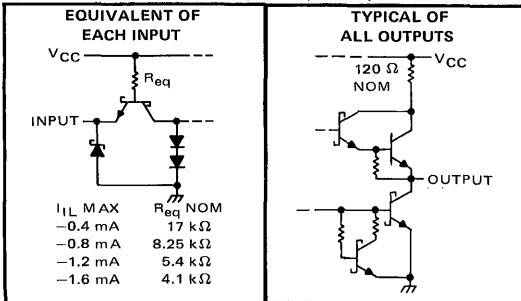 EQUIVALENT OF
EACH INPUT
VCC
Req
INPUT
IIL MAX Req NOM
−0.4 mA 17 kΩ
−0.8 mA 8.25 kΩ
−1.2 mA 5.4 kΩ
−1.6 mA 4.1 kΩ
TYPICAL OF
ALL OUTPUTS
VCC
120 Ω
NOM
OUTPUT